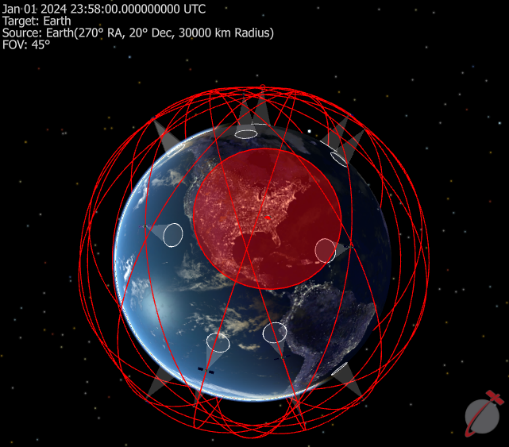 Jan 01 2024 23:58:00.000000000 UTC
Target: Earth
Source: Earth(270° RA, 20° Dec, 30000 km Radius)
FOV: 45°